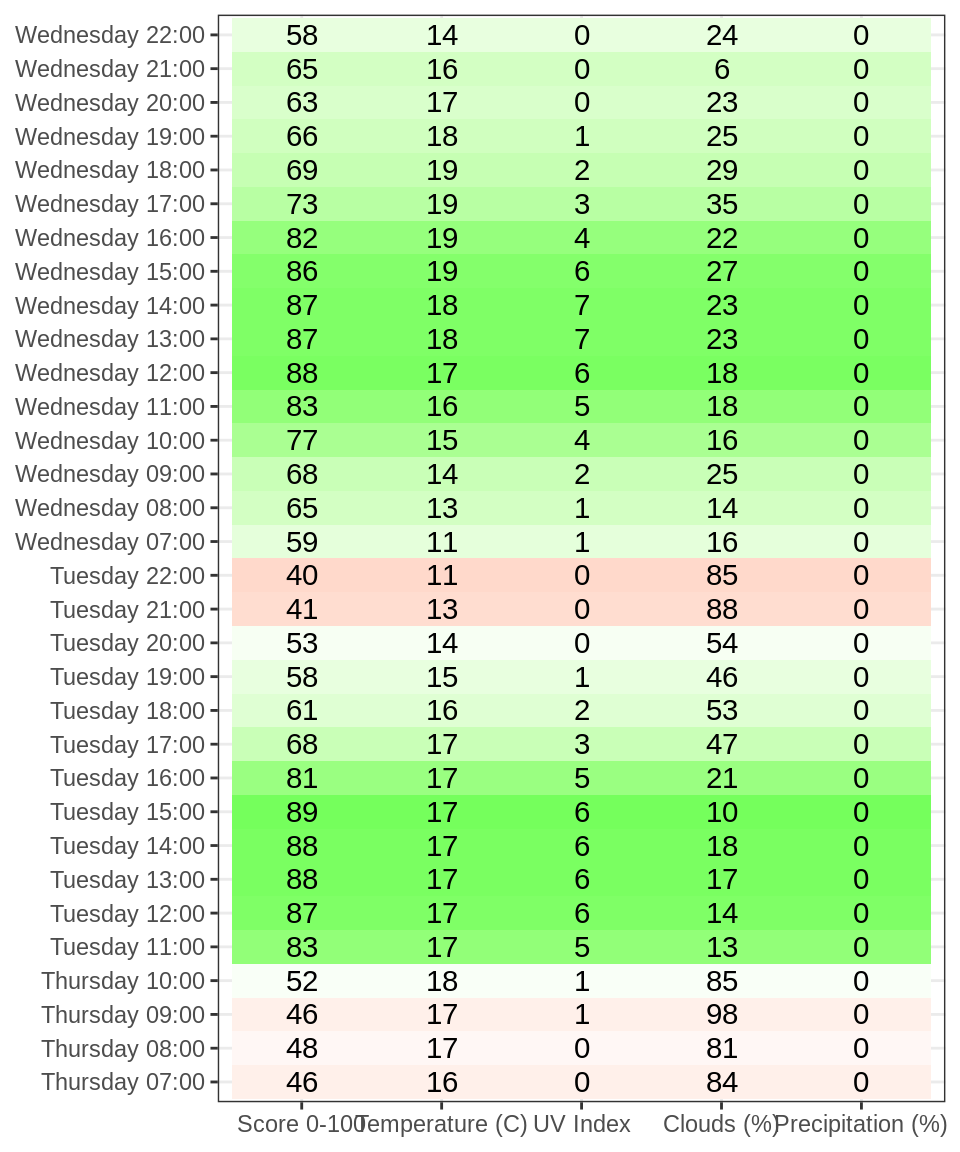 Wednesday 22:00 58 14 0 24 0
Wednesday 21:00 65 16 0 6 0
Wednesday 20:00 63 17 0 23 0
Wednesday 19:00 66 18 1 25 0
Wednesday 18:00 69 19 2 29 0
Wednesday 17:00 73 19 3 35 0
Wednesday 16:00 82 19 4 22 0
Wednesday 15:00 86 19 6 27 0
Wednesday 14:00 87 18 7 23 0
Wednesday 13:00 87 18 7 23 0
Wednesday 12:00 88 17 6 18 0
Wednesday 11:00 83 16 5 18 0
Wednesday 10:00 77 15 4 16 0
Wednesday 09:00 68 14 2 25 0
Wednesday 08:00 65 13 1 14 0
Wednesday 07:00 59 11 1 16 0
Tuesday 22:00 40 11 0 85 0
Tuesday 21:00 41 13 0 88 0
Tuesday 20:00 53 14 0 54 0
Tuesday 19:00 58 15 1 46 0
Tuesday 18:00 61 16 2 53 0
Tuesday 17:00 68 17 3 47 0
Tuesday 16:00 81 17 5 21 0
Tuesday 15:00 89 17 6 10 0
Tuesday 14:00 88 17 6 18 0
Tuesday 13:00 88 17 6 17 0
Tuesday 12:00 87 17 6 14 0
Tuesday 11:00 83 17 5 13 0
Thursday 10:00 52 18 1 85 0
Thursday 09:00 46 17 1 98 0
Thursday 08:00 48 17 0 81 0
Thursday 07:00 46 16 0 84 0
Score 0-100 Temperature (C) UV Index Clouds (%) Precipitation (%)